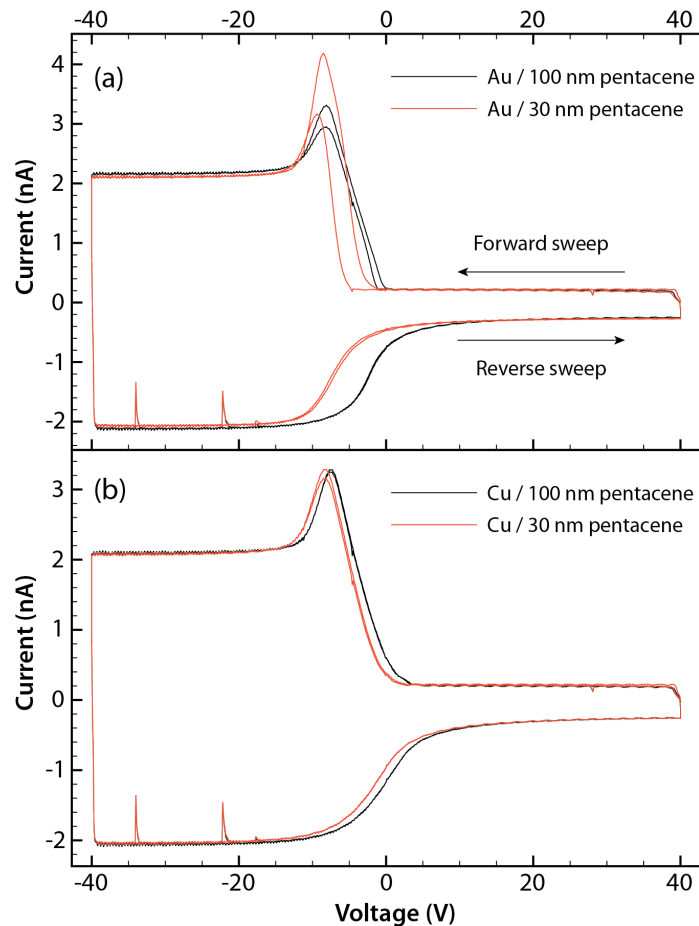 -40 -20 0 20 40
(a)
Au / 100 nm pentacene
Au / 30 nm pentacene
4
3
2
1
0
-1
-2
Current (nA)
Forward sweep
Reverse sweep
(b)
Cu / 100 nm pentacene
Cu / 30 nm pentacene
3
2
1
0
-1
-2
Current (nA)
-40 -20 0 20 40
Voltage (V)